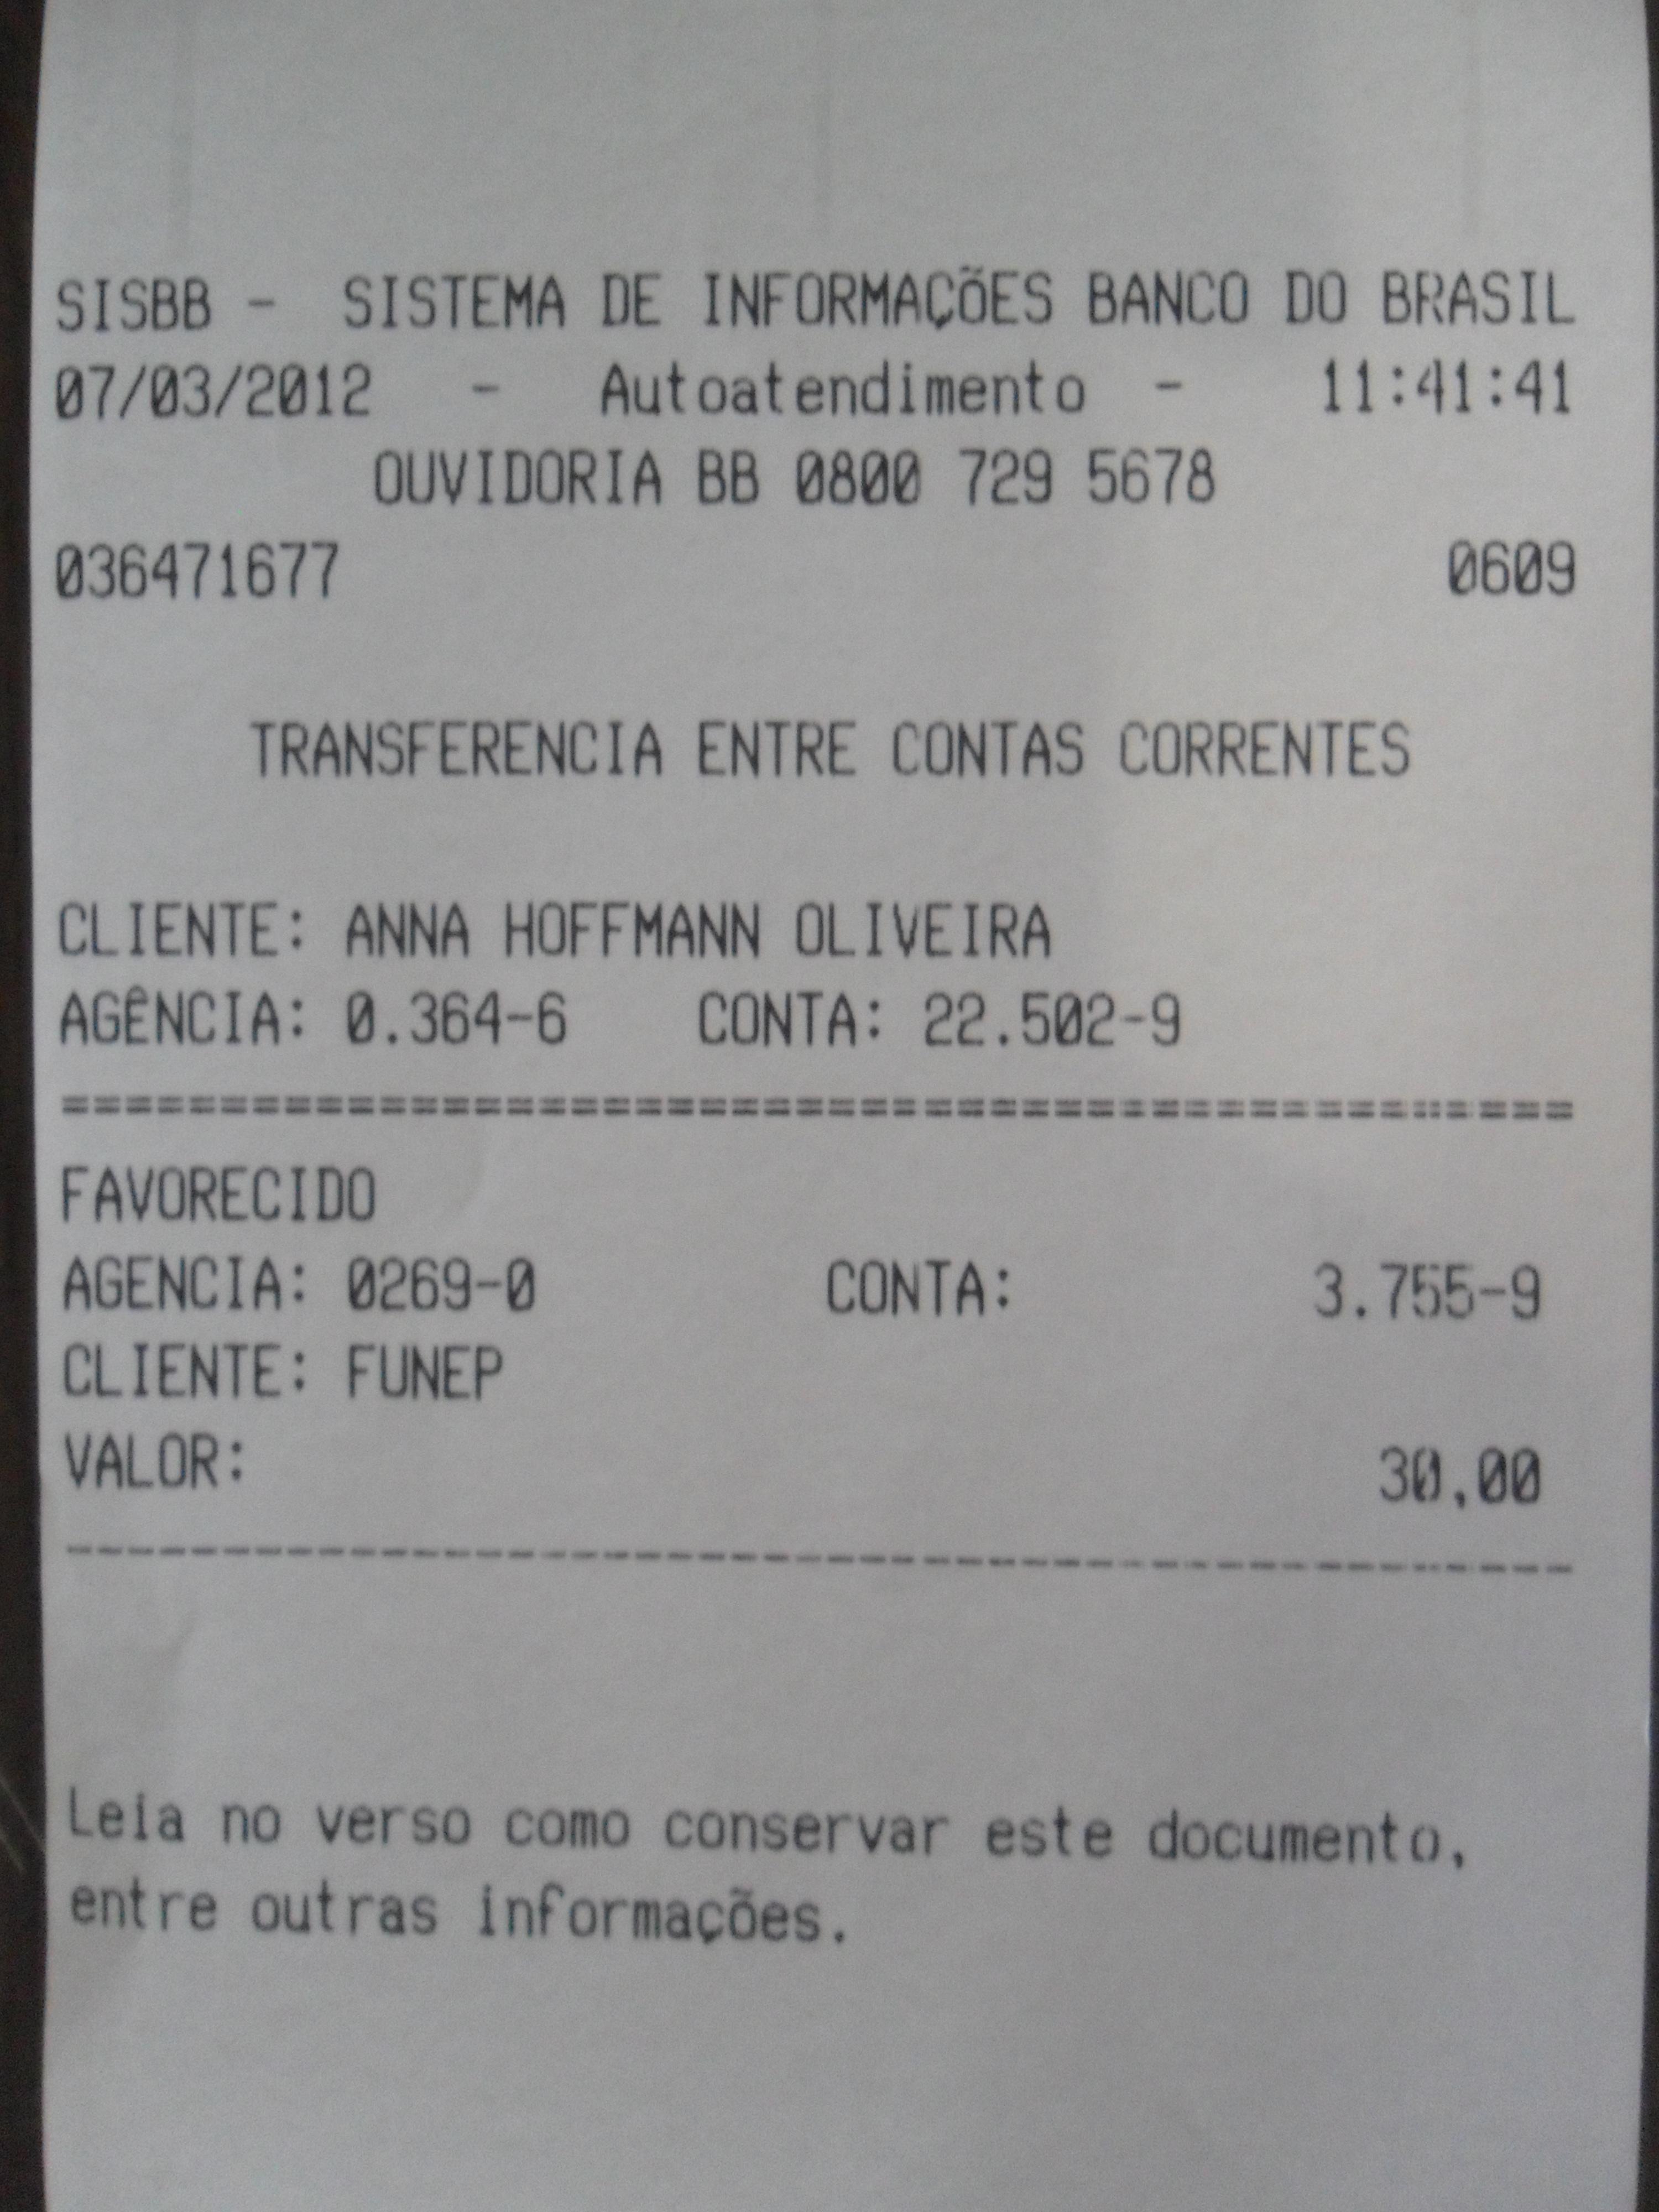 SISBB - SISTEMA DE INFORMAÇÕES BANCO DO BRASIL
07/03/2012 - Autoatendimento - 11:41:41
OUVIDORIA BB 0800 729 5678
036471677 0609
TRANSFERENCIA ENTRE CONTAS CORRENTES
CLIENTE: ANNA HOFFMANN OLIVEIRA
AGÊNCIA: 0.364-6 CONTA: 22.502-9
================================================
FAVORECIDO
AGENCIA: 0269-0 CONTA: 3.755-9
CLIENTE: FUNEP
VALOR: 30,00
------------------------------------------------
Leia no verso como conservar este documento,
entre outras informações.